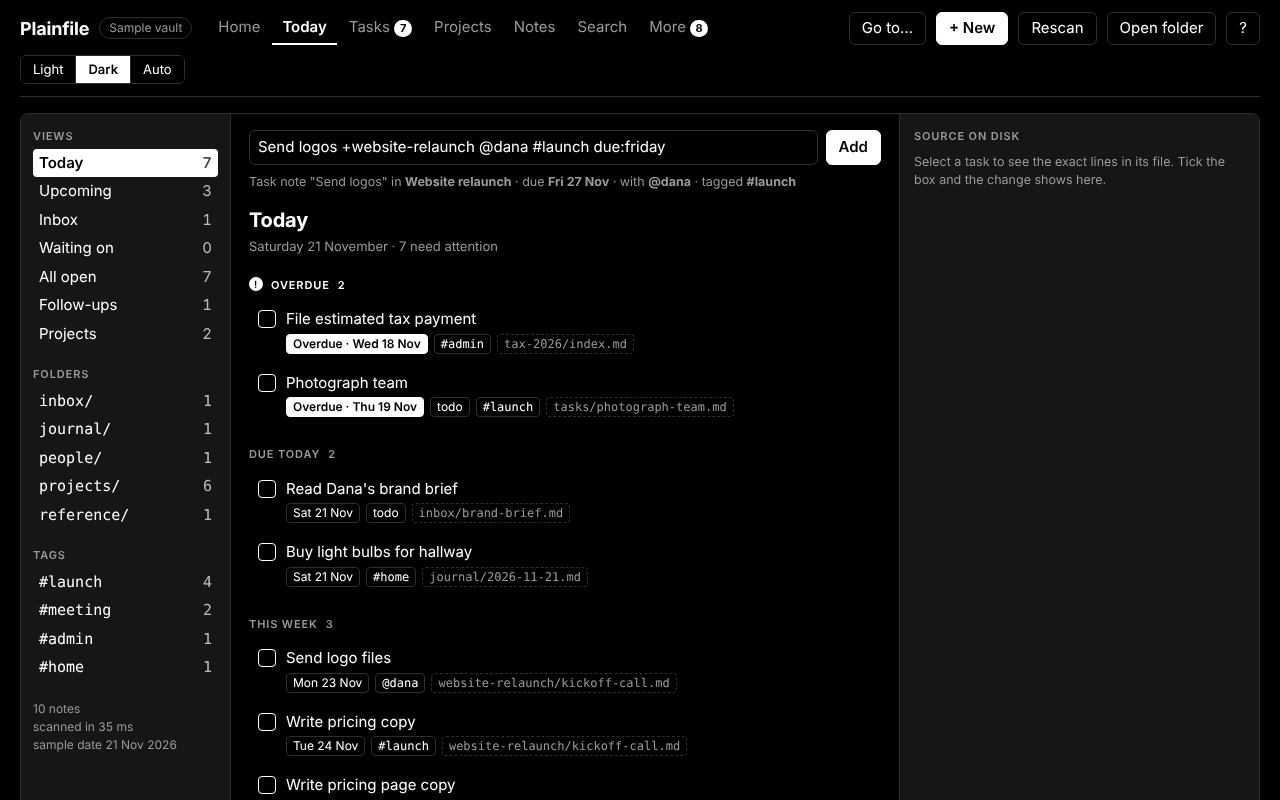 Plainfile Sample vault Home Today Tasks 7 Projects Notes Search More 8 Go to... + New Rescan Open folder ?
Light Dark Auto
VIEWS
Today 7
Upcoming 3
Inbox 1
Waiting on 0
All open 7
Follow-ups 1
Projects 2
FOLDERS
inbox/ 1
journal/ 1
people/ 1
projects/ 6
reference/ 1
TAGS
#launch 4
#meeting 2
#admin 1
#home 1
10 notes
scanned in 35 ms
sample date 21 Nov 2026
Send logos +website-relaunch @dana #launch due:friday Add
Task note "Send logos" in Website relaunch · due Fri 27 Nov · with @dana · tagged #launch
Today
Saturday 21 November · 7 need attention
! OVERDUE 2
File estimated tax payment
Overdue · Wed 18 Nov #admin tax-2026/index.md
Photograph team
Overdue · Thu 19 Nov todo #launch tasks/photograph-team.md
DUE TODAY 2
Read Dana's brand brief
Sat 21 Nov todo inbox/brand-brief.md
Buy light bulbs for hallway
Sat 21 Nov #home journal/2026-11-21.md
THIS WEEK 3
Send logo files
Mon 23 Nov @dana website-relaunch/kickoff-call.md
Write pricing copy
Tue 24 Nov #launch website-relaunch/kickoff-call.md
Write pricing page copy
SOURCE ON DISK
Select a task to see the exact lines in its file. Tick the
box and the change shows here.